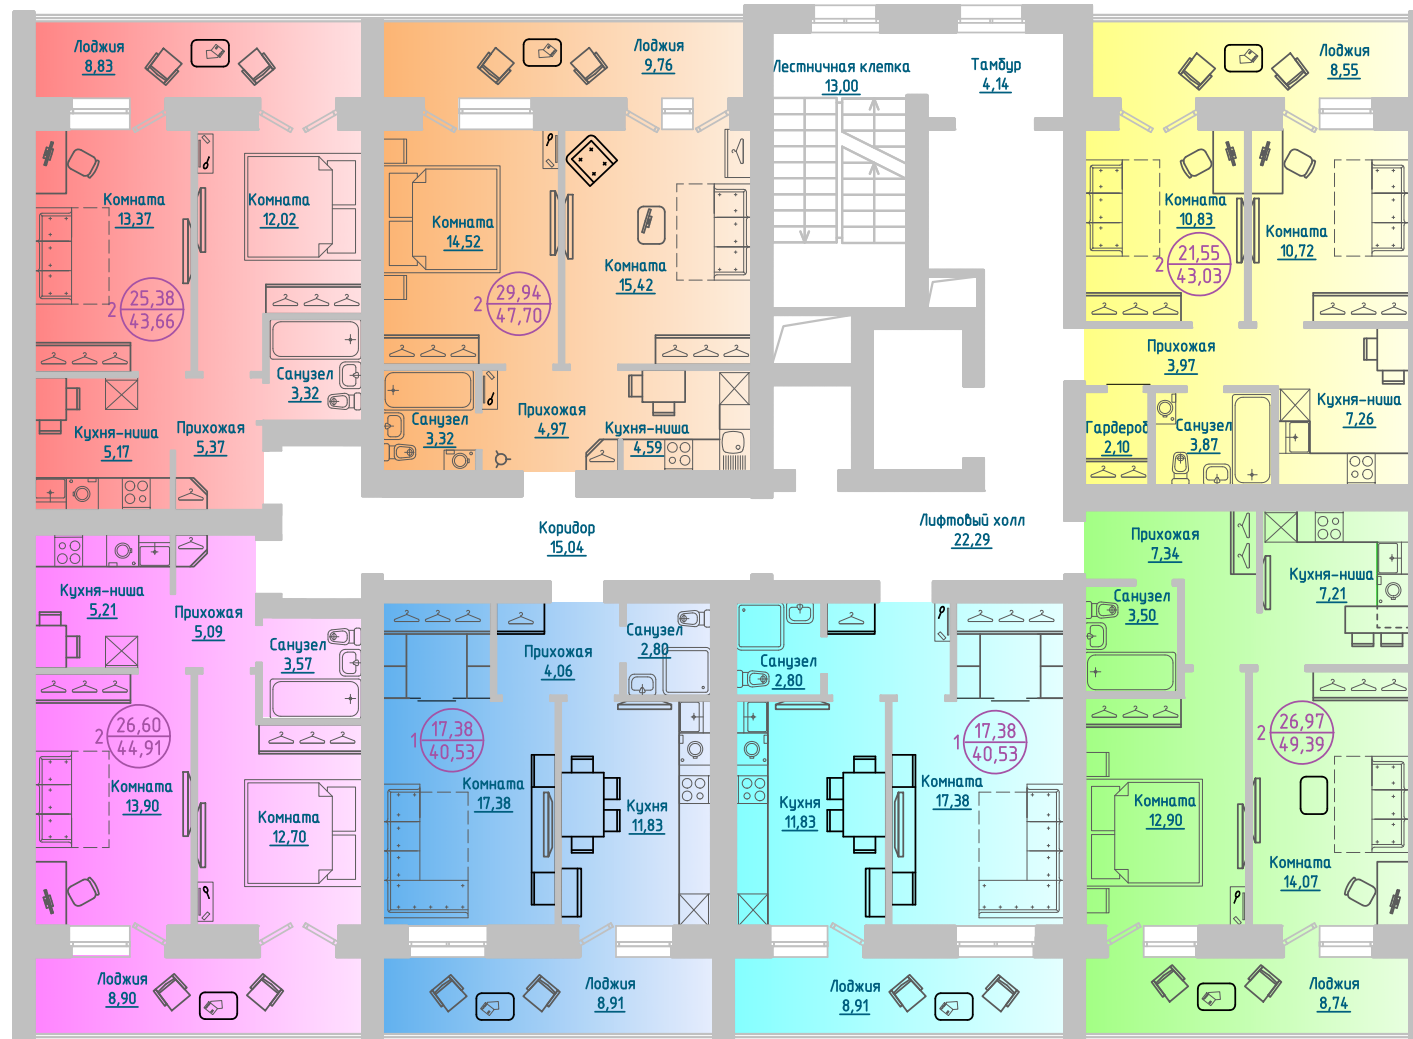 Лоджия
8,83
Комната
13,37
Комната
12,02
2
25,38
43,66
Санузел
3,32
Кухня-ниша
5,17
Прихожая
5,37
Лоджия
9,76
Комната
14,52
Комната
15,42
2
29,94
47,70
Санузел
3,32
Прихожая
4,97
Кухня-ниша
4,59
Лестничная клетка
13,00
Тамбур
4,14
Лоджия
8,55
Комната
10,83
Комната
10,72
2
21,55
43,03
Прихожая
3,97
Гардероб
2,10
Санузел
3,87
Кухня-ниша
7,26
Коридор
15,04
Лифтовый холл
22,29
Кухня-ниша
5,21
Прихожая
5,09
Санузел
3,57
2
26,60
44,91
Комната
13,90
Комната
12,70
Лоджия
8,90
Прихожая
4,06
Санузел
2,80
1
17,38
40,53
Комната
17,38
Кухня
11,83
Лоджия
8,91
Санузел
2,80
1
17,38
40,53
Кухня
11,83
Комната
17,38
Лоджия
8,91
Прихожая
7,34
Кухня-ниша
7,21
Санузел
3,50
2
26,97
49,39
Комната
12,90
Комната
14,07
Лоджия
8,74